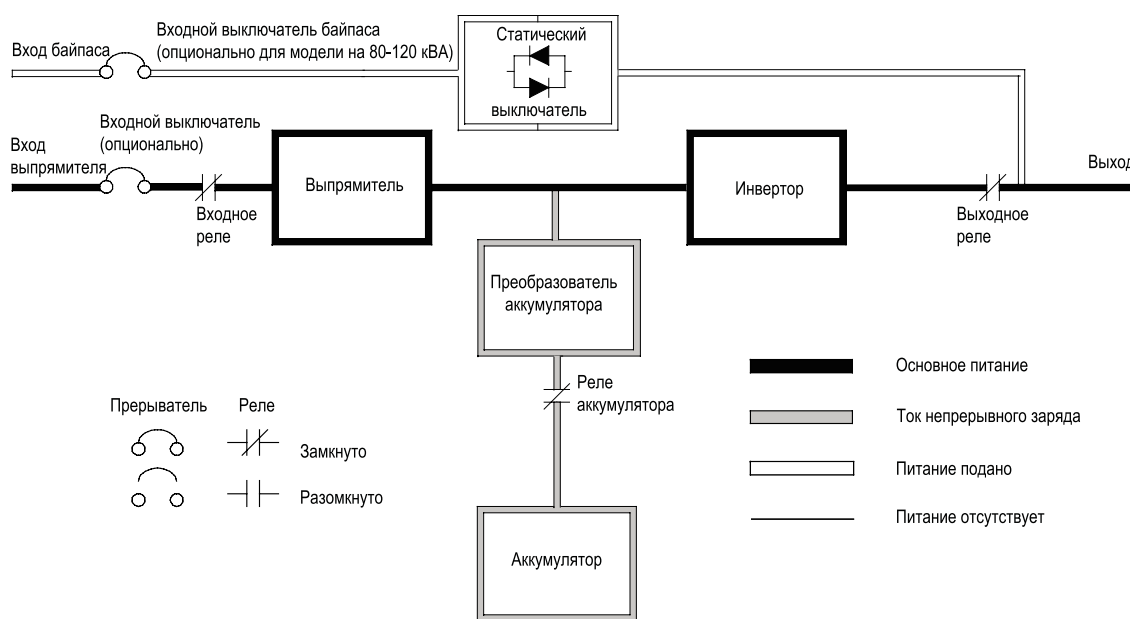 Вход байпаса
Входной выключатель байпаса
(опционально для модели на 80-120 кВА)
Статический
выключатель
Вход
выпрямителя
Входной выключатель
(опционально)
Входное
реле
Выпрямитель
Инвертор
Выходное
реле
Выход
Преобразователь
аккумулятора
Реле
аккумулятора
Аккумулятор
Прерыватель
Реле
Замкнуто
Разомкнуто
Основное питание
Ток непрерывного заряда
Питание подано
Питание отсутствует